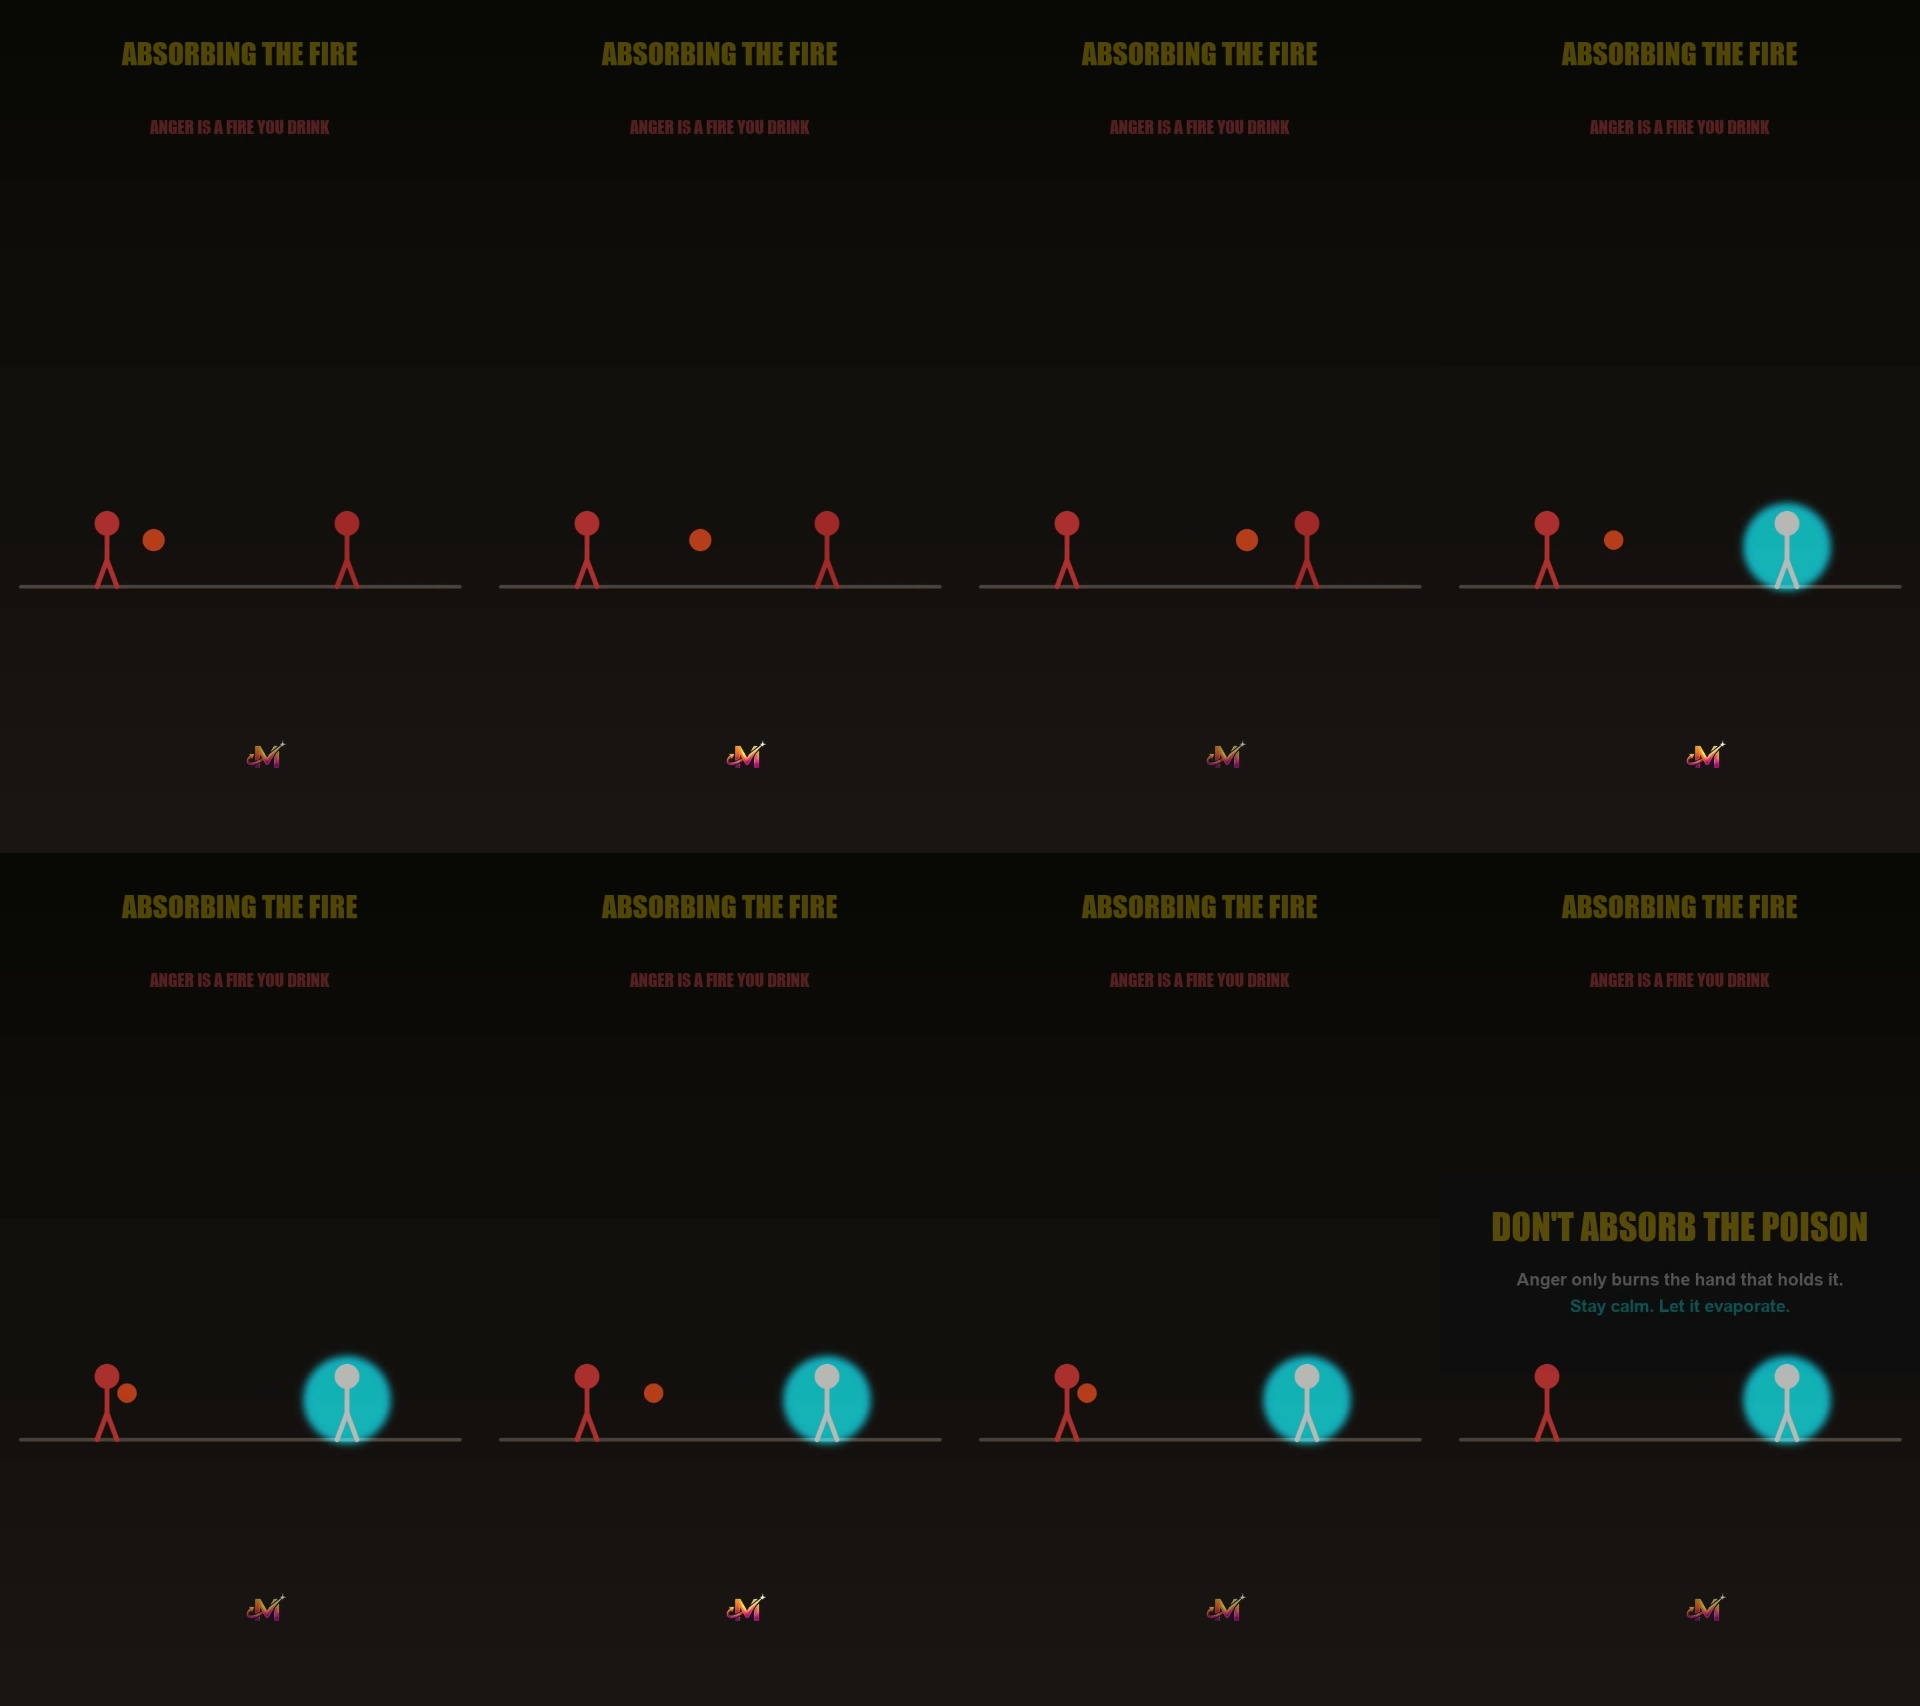 ABSORBING THE FIRE
ANGER IS A FIRE YOU DRINK
M
ABSORBING THE FIRE
ANGER IS A FIRE YOU DRINK
M
ABSORBING THE FIRE
ANGER IS A FIRE YOU DRINK
M
ABSORBING THE FIRE
ANGER IS A FIRE YOU DRINK
M
ABSORBING THE FIRE
ANGER IS A FIRE YOU DRINK
M
ABSORBING THE FIRE
ANGER IS A FIRE YOU DRINK
M
ABSORBING THE FIRE
ANGER IS A FIRE YOU DRINK
M
ABSORBING THE FIRE
ANGER IS A FIRE YOU DRINK
DON'T ABSORB THE POISON
Anger only burns the hand that holds it.
Stay calm. Let it evaporate.
M